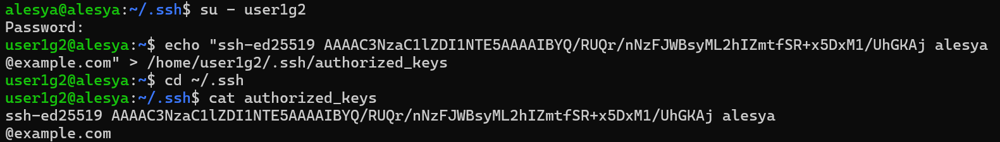 alesya@alesya:~/.ssh$ su - user1g2
Password:
user1g2@alesya:~$ echo "ssh-ed25519 AAAAC3NzaC1lZDI1NTE5AAAAIBYQ/RUQr/nNzFJWBsyML2hIZmtfSR+x5DxM1/UhGKAj alesya
@example.com" > /home/user1g2/.ssh/authorized_keys
user1g2@alesya:~$ cd ~/.ssh
user1g2@alesya:~/.ssh$ cat authorized_keys
ssh-ed25519 AAAAC3NzaC1lZDI1NTE5AAAAIBYQ/RUQr/nNzFJWBsyML2hIZmtfSR+x5DxM1/UhGKAj alesya
@example.com